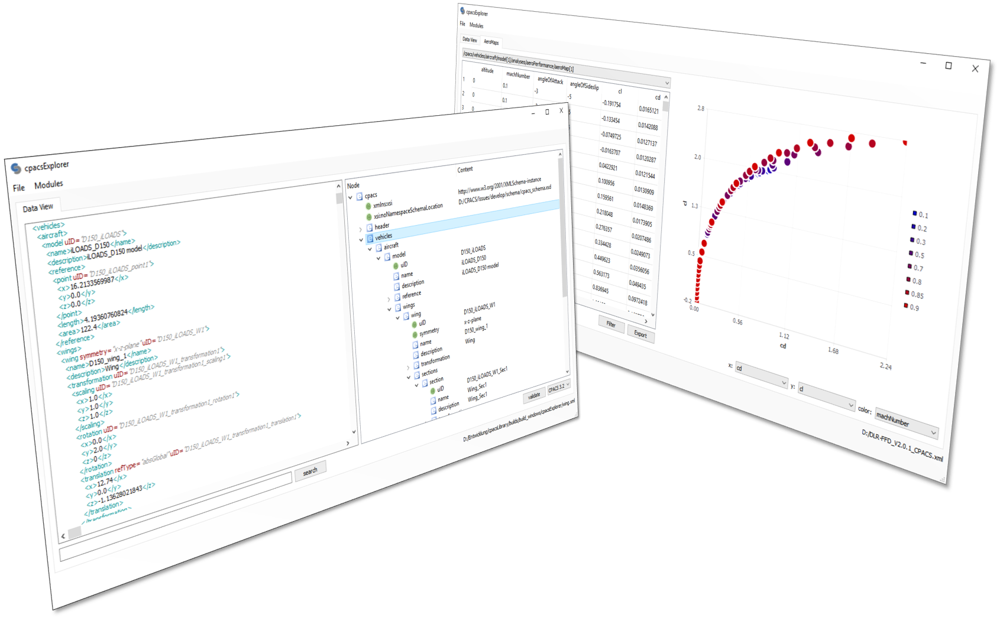 cpacsExplorer
File Modules
Data View AeroMaps
/cpacs/vehicles/aircraft/model[1]/analyses/aeroPerformance/aeroMap[1]
altitude machNumber angleOfAttack angleOfSideslip cl cd
1 0 0.1 -3 -5 -0.191754 0.0165121
2 0 0.1 -0.133454 0.0142088
3 0 -0.0749725 0.0127137
-0.0163707 0.0120287
0.0422921 0.0121544
0.100956 0.0130909
0.159561 0.0148369
0.218048 0.0173905
0.276357 0.0207486
0.334428 0.0249073
0.449623 0.0356056
0.563173 0.049435
0.836945 0.0972418
Filter Export
2.8
2.0
1.3
0.5
-0.2
cl
0.00
0.56
1.12
1.68
2.24
cd
0.1
0.2
0.3
0.5
0.7
0.8
0.85
0.9
x: cd y: cl color: machNumber
D:/DLR-FFD_V2.0.1_CPACS.xml
cpacsExplorer
File Modules
Data View
<vehicles>
<aircraft>
<model uID="D150_iLOADS">
<name>iLOADS_D150</name>
<description>iLOADS_D150 model</description>
<reference>
<point uID="D150_iLOADS_point1">
<x>16.2133569987</x>
<y>0.0</y>
<z>0.0</z>
</point>
<length>4.19360760824</length>
<area>122.4</area>
</reference>
<wings>
<wing symmetry="x-z-plane"uID="D150_iLOADS_W1">
<name>D150_wing_1</name>
<description>Wing</description>
<transformation uID="D150_iLOADS_W1_transformation1">
<scaling uID="D150_iLOADS_W1_transformation1_scaling1">
<x>1.0</x>
<y>1.0</y>
<z>1.0</z>
</scaling>
<rotation uID="D150_iLOADS_W1_transformation1_rotation1">
<x>0.0</x>
<y>2.0</y>
<z>0</z>
</rotation>
<translation refType="absGlobal"uID="D150_iLOADS_W1_transformation1_translation1">
<x>12.74</x>
<y>0.0</y>
<z>-1.13628021843</z>
</translation>
</transformation>
search
Node Content
cpacs
xmlns:xsi http://www.w3.org/2001/XMLSchema-instance
xsi:noNamespaceSchemaLocation D:/CPACS/Issues/develop/schema/cpacs_schema.xsd
header
vehicles
aircraft
model
uID D150_iLOADS
name iLOADS_D150
description iLOADS_D150 model
reference
wings
wing
uID D150_iLOADS_W1
symmetry x-z-plane
name D150_wing_1
description Wing
transformation
sections
section
uID D150_iLOADS_W1_Sec1
name Wing_Sec1
description Wing_Sec1
validate CPACS 3.2
D:/Entwicklung/cpacsLibrary/builds/build_windows/cpacsExplorer/wing.xml